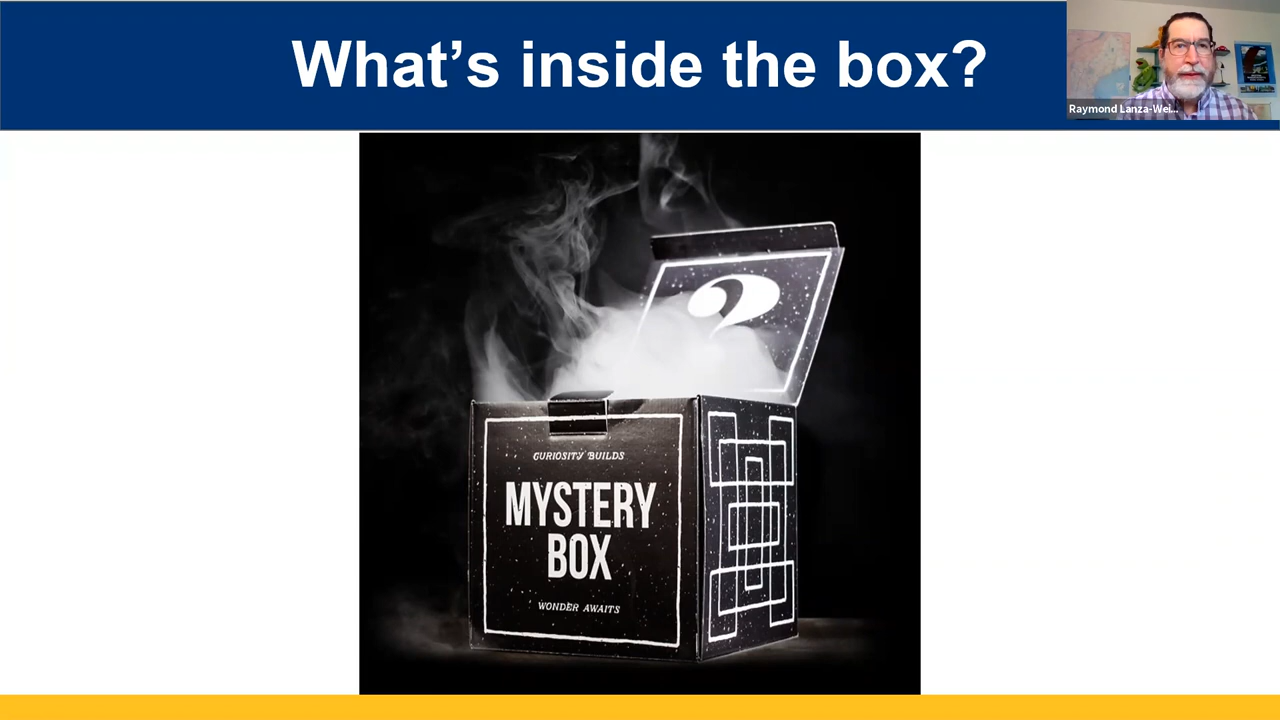 What's inside the box?
Raymond Lanza-Wei...
?
CURIOSITY BUILDS
MYSTERY
BOX
WONDER AWAITS